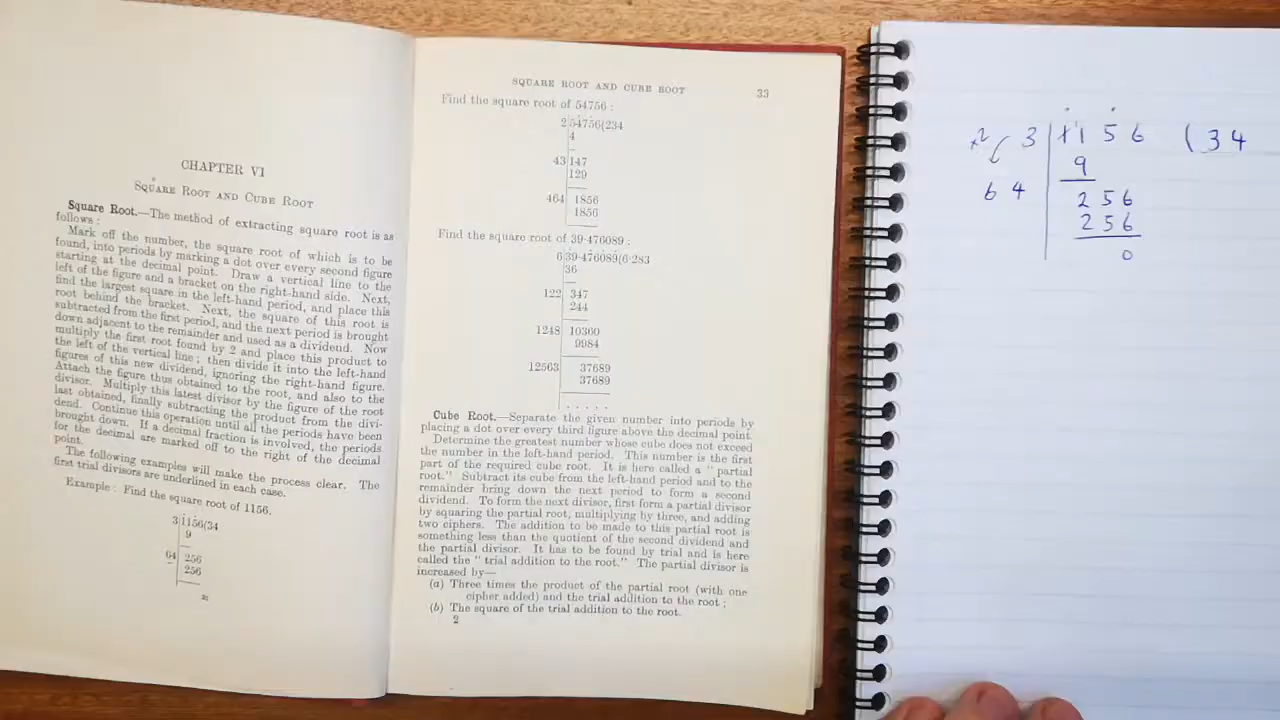 CHAPTER VI
SQUARE ROOT AND CUBE ROOT
Square Root.—The method of extracting square root is as
follows:
Mark off the number, the square root of which is to be
found, into periods by marking a dot over every second figure
starting at the decimal point. Draw a vertical line to the
left of the figure and a bracket on the right-hand side. Next,
find the largest square in the left-hand period, and place this
root behind the bracket. Next, the square of this root is
subtracted from the first period, and the next period is brought
down adjacent to the remainder and used as a dividend. Now
multiply the first root found by 2 and place this product to
the left of the vertical line; then divide it into the left-hand
figures of this new dividend, ignoring the right-hand figure.
Attach the figure thus obtained to the root, and also to the
divisor. Multiply this latest divisor by the figure of the root
last obtained, finally subtracting the product from the divi-
dend. Continue this operation until all the periods have been
brought down. If a decimal fraction is involved, the periods
for the decimal are marked off to the right of the decimal
point.
The following examples will make the process clear. The
first trial divisors are underlined in each case.
Example: Find the square root of 1156.
3 1156(34
9
64 256
256
SQUARE ROOT AND CUBE ROOT 33
Find the square root of 54756:
2 54756(234
4
43 147
129
464 1856
1856
Find the square root of 39·476089:
6 39·476089(6·283
36
122 347
244
1248 10360
9984
12563 37689
37689
. . . . .
Cube Root.—Separate the given number into periods by
placing a dot over every third figure above the decimal point.
Determine the greatest number whose cube does not exceed
the number in the left-hand period. This number is the first
part of the required cube root. It is here called a "partial
root." Subtract its cube from the left-hand period and to the
remainder bring down the next period to form a second
dividend. To form the next divisor, first form a partial divisor
by squaring the partial root, multiplying by three, and adding
two ciphers. The addition to be made to this partial root is
something less than the quotient of the second dividend and
the partial divisor. It has to be found by trial and is here
called the "trial addition to the root." The partial divisor is
increased by—
(a) Three times the product of the partial root (with one
cipher added) and the trial addition to the root;
(b) The square of the trial addition to the root.
2
×2 3 1156 (34
9
64 256
256
0